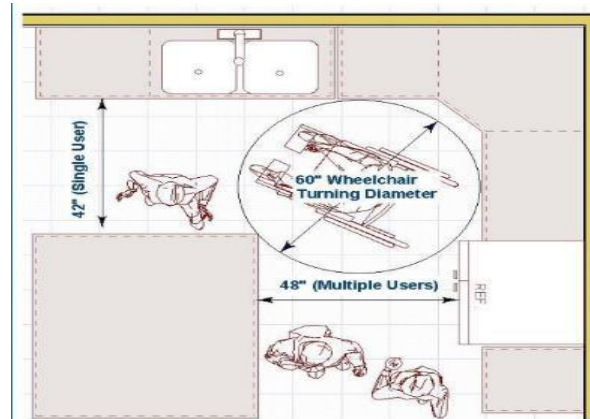 42" (Single User)
60" Wheelchair
Turning Diameter
48" (Multiple Users)
REF.